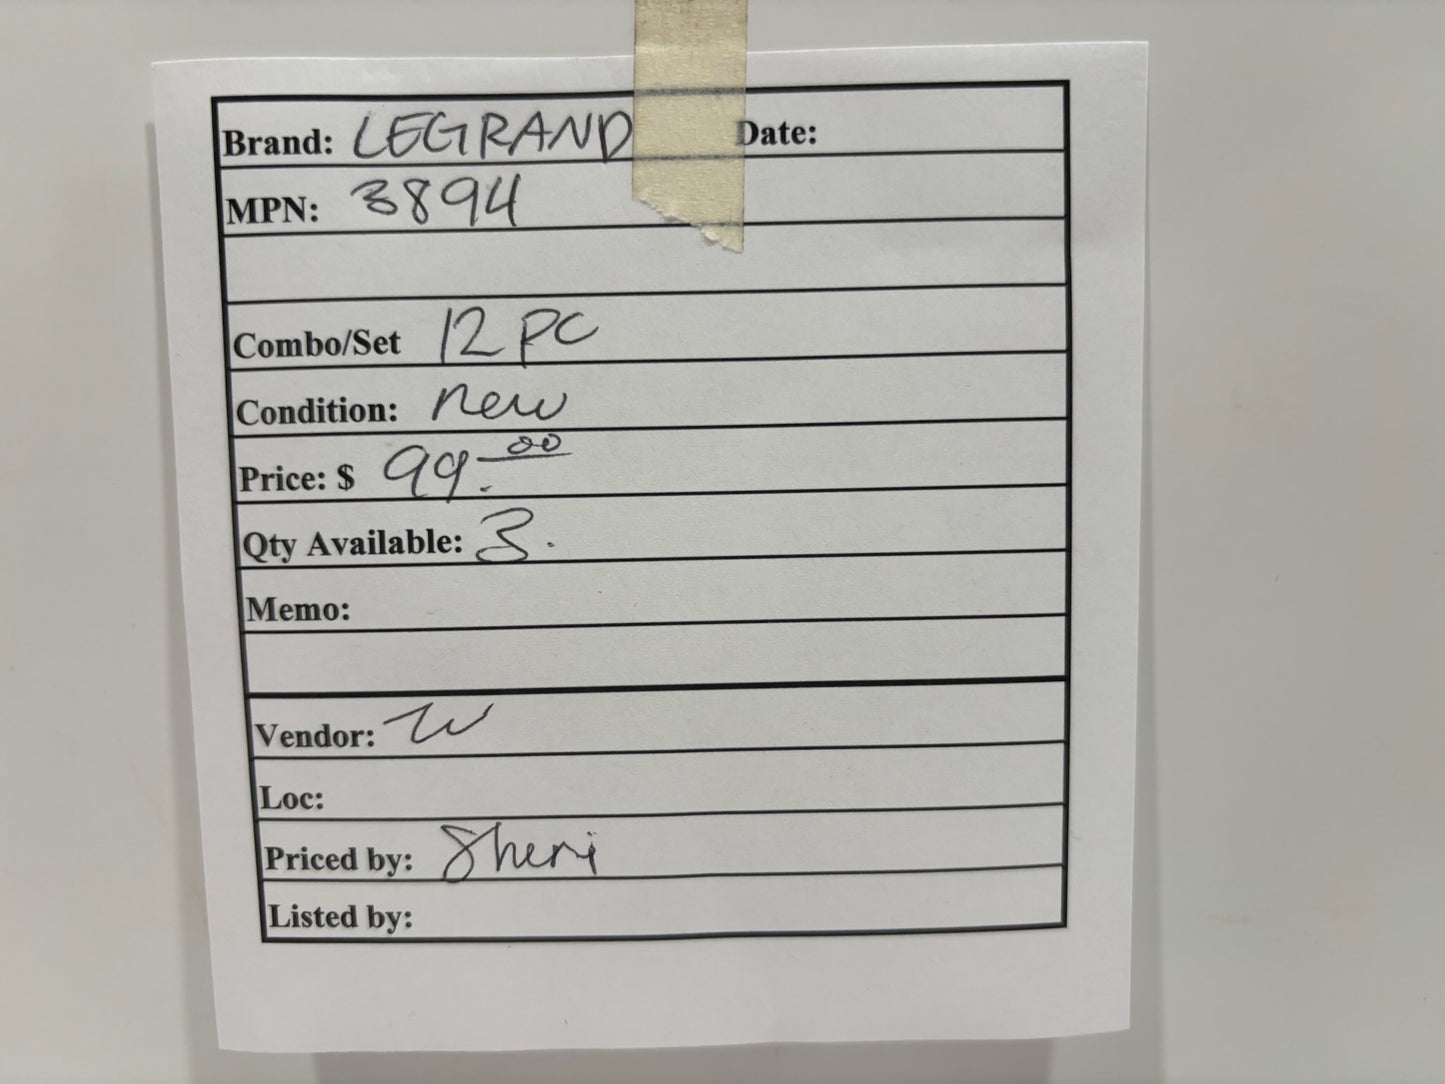 Brand: LEGRAND Date:
MPN: 3894
Combo/Set 12 PC
Condition: new
Price: $ 99.00
Qty Available: 3.
Memo:
Vendor: W
Loc:
Priced by: Sheri
Listed by: